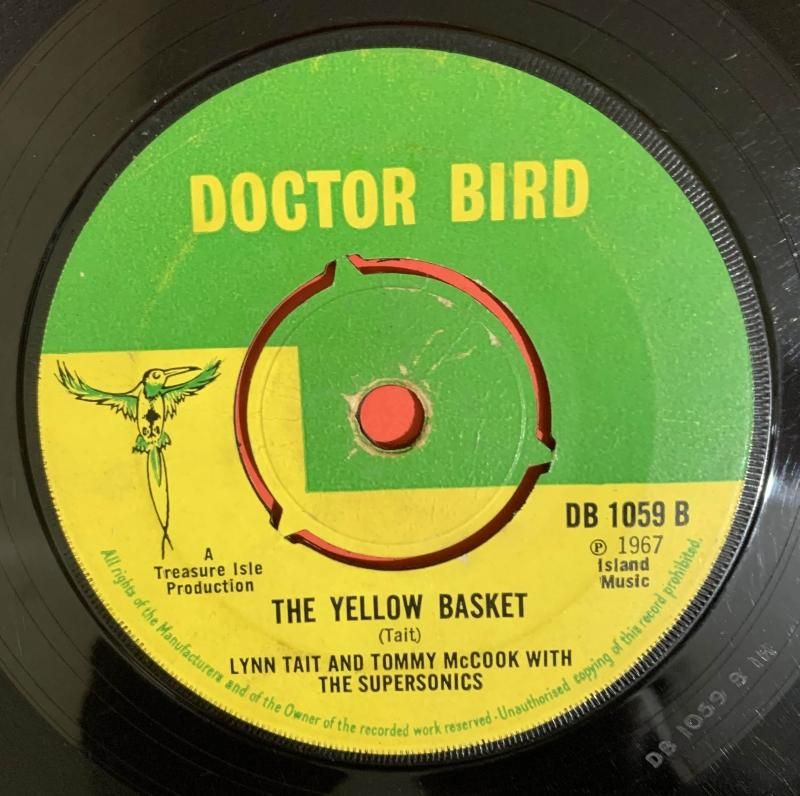 DOCTOR BIRD
DB 1059 B
℗ 1967
Island
Music
A
Treasure Isle
Production
THE YELLOW BASKET
(Tait)
LYNN TAIT AND TOMMY McCOOK WITH
THE SUPERSONICS
All rights of the Manufacturers and of the Owner of the recorded work reserved - Unauthorised copying of this record prohibited.
DB 1059 B